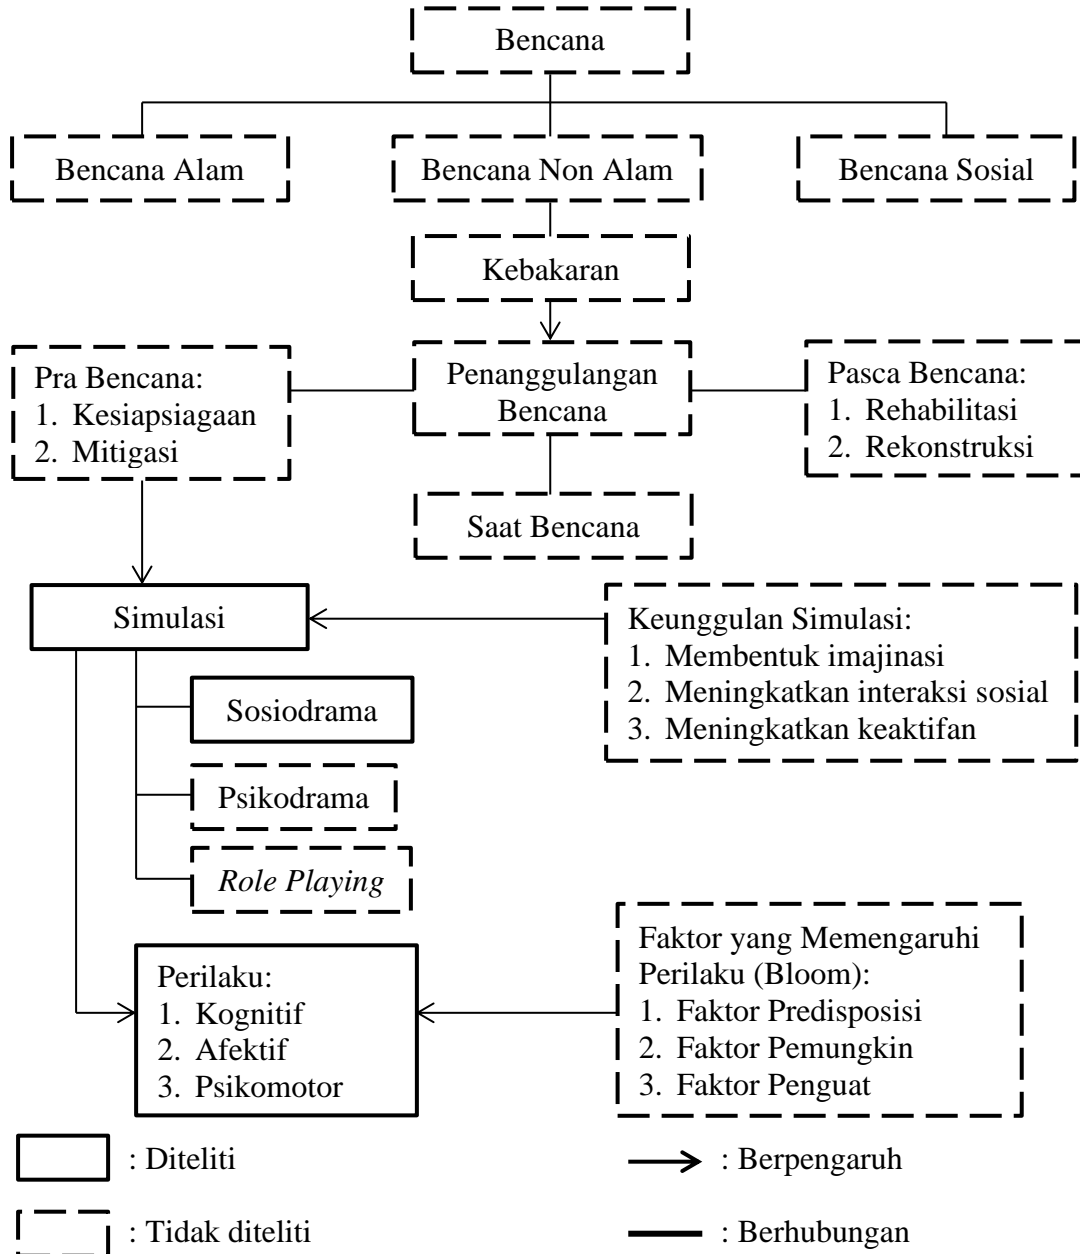 Bencana
Bencana Alam
Bencana Non Alam
Bencana Sosial
Kebakaran
Pra Bencana:
1. Kesiapsiagaan
2. Mitigasi
Penanggulangan
Bencana
Pasca Bencana:
1. Rehabilitasi
2. Rekonstruksi
Saat Bencana
Simulasi
Keunggulan Simulasi:
1. Membentuk imajinasi
2. Meningkatkan interaksi sosial
3. Meningkatkan keaktifan
Sosiodrama
Psikodrama
Role Playing
Perilaku:
1. Kognitif
2. Afektif
3. Psikomotor
Faktor yang Memengaruhi
Perilaku (Bloom):
1. Faktor Predisposisi
2. Faktor Pemungkin
3. Faktor Penguat
: Diteliti
: Berpengaruh
: Tidak diteliti
: Berhubungan